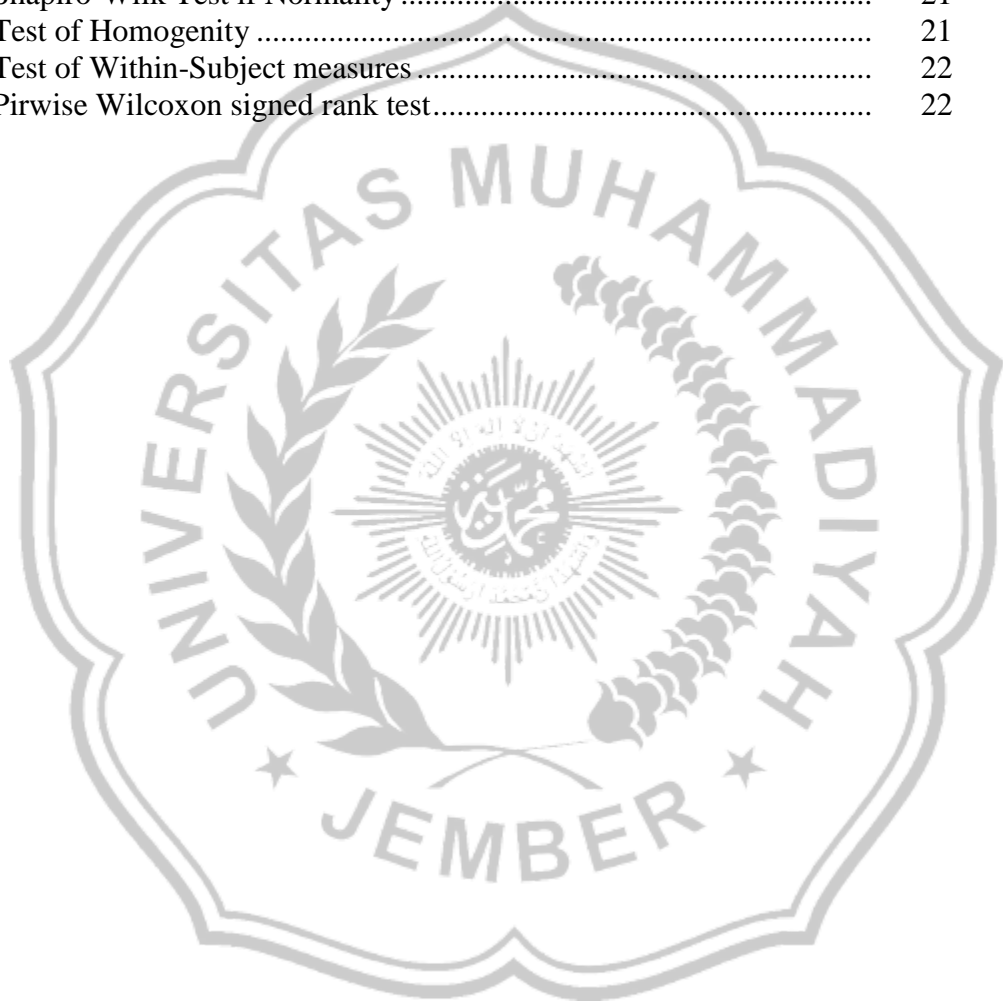 Shapiro-Wilk Test if Normality ........................................................... 21
Test of Homogenity .............................................................................. 21
Test of Within-Subject measures .......................................................... 22
Pirwise Wilcoxon signed rank test........................................................ 22
UNIVERSITAS MUHAMMADIYAH
JEMBER